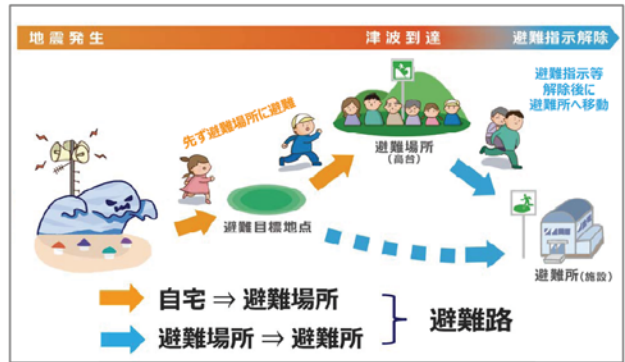 地震発生
津波到達
避難指示解除
先ず避難場所に避難
避難指示等
解除後に
避難所へ移動
避難場所
(高台)
避難目標地点
避難所(施設)
自宅 ⇒ 避難場所
避難場所 ⇒ 避難所
避難路